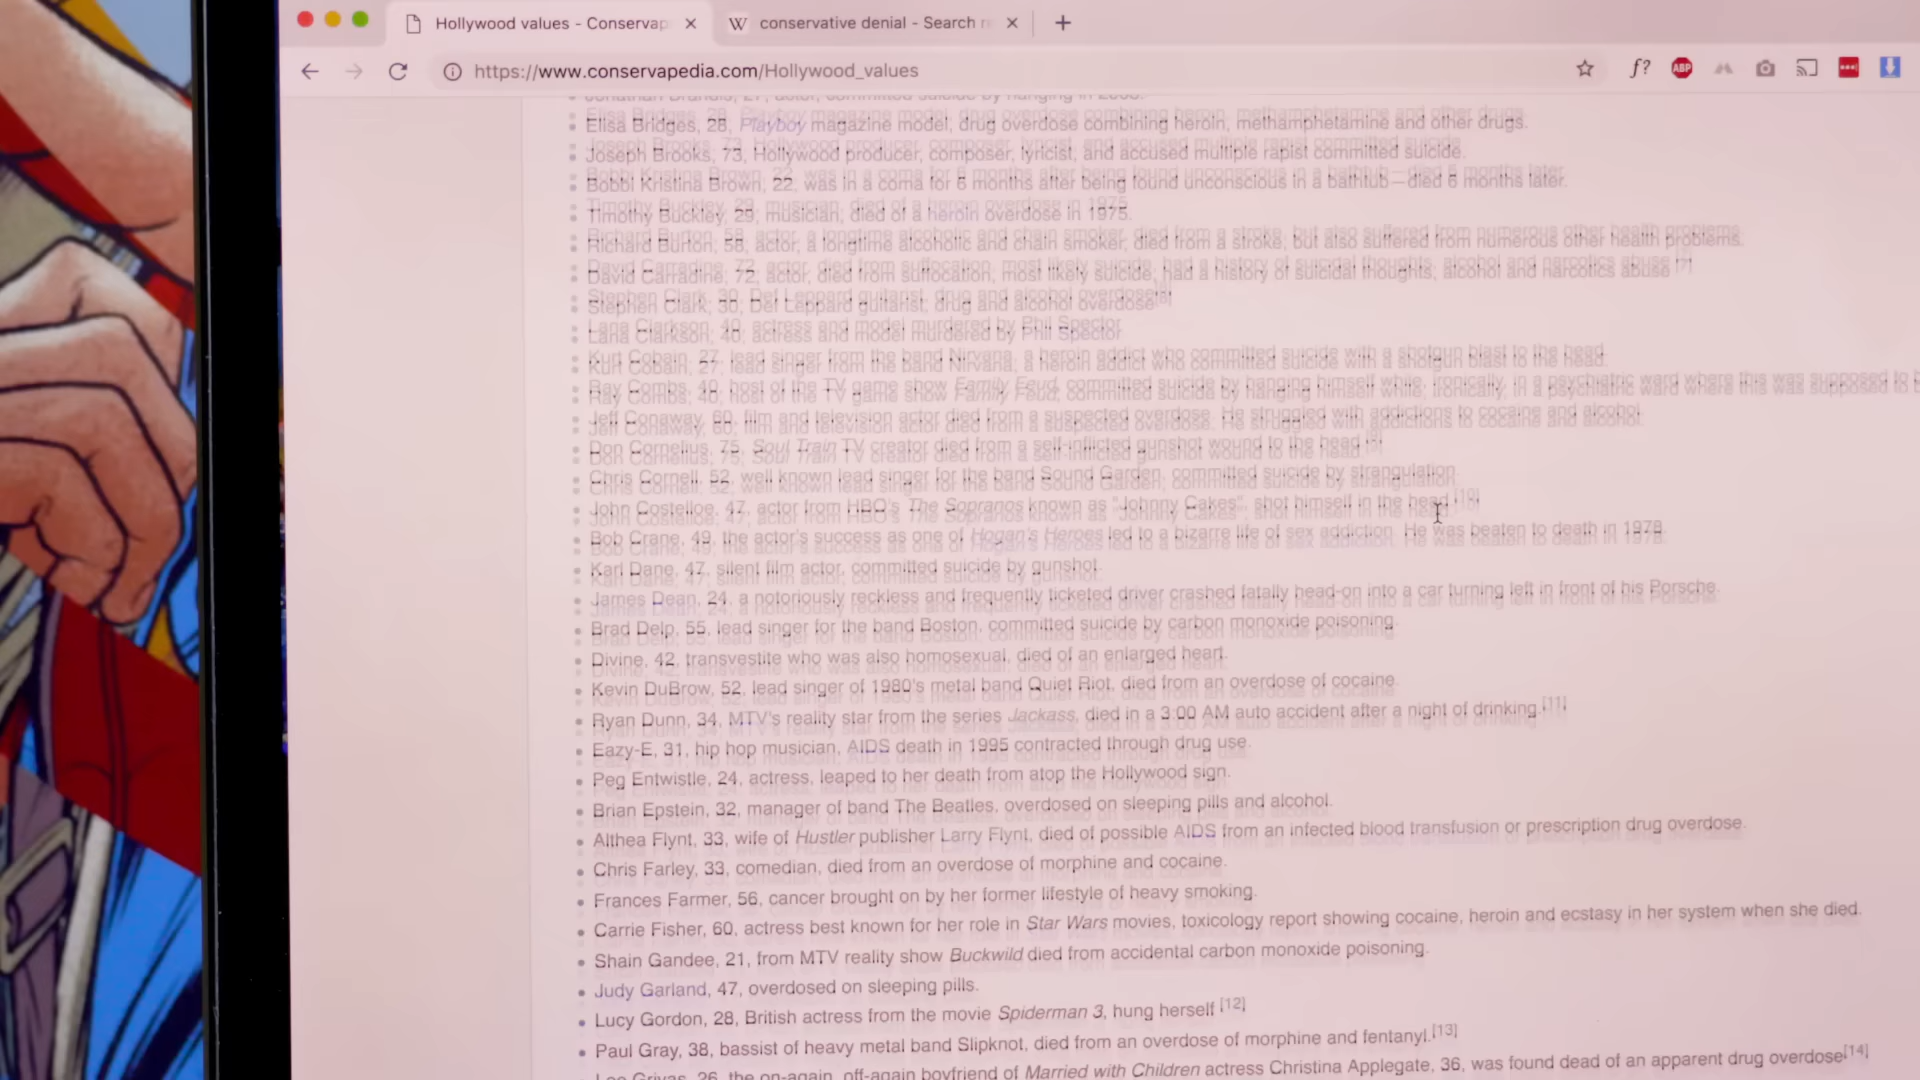 Hollywood values - Conservap
conservative denial - Search r
https://www.conservapedia.com/Hollywood_values
f?
ABP
Elisa Bridges, 28, Playboy magazine model, drug overdose combining heroin, methamphetamine and other drugs.
Joseph Brooks, 73, Hollywood producer, composer, lyricist, and accused multiple rapist committed suicide.
Bobbi Kristina Brown, 22, was in a coma for 6 months after being found unconscious in a bathtub—died 6 months later.
Timothy Buckley, 29, musician, died of a heroin overdose in 1975.
Richard Burton, 58, actor, a longtime alcoholic and chain smoker, died from a stroke, but also suffered from numerous other health problems.
David Carradine, 72, actor, died from suffocation, most likely suicide, had a history of suicidal thoughts, alcohol and narcotics abuse [7]
Stephen Clark, 30, Def Leppard guitarist, drug and alcohol overdose[8]
Lana Clarkson, 40, actress and model murdered by Phil Spector
Kurt Cobain, 27, lead singer from the band Nirvana, a heroin addict who committed suicide with a shotgun blast to the head.
Ray Combs, 40, host of the TV game show Family Feud, committed suicide by hanging himself while, ironically, in a psychiatric ward where this was supposed to b
Jeff Conaway, 60, film and television actor died from a suspected overdose. He struggled with addictions to cocaine and alcohol.
Don Cornelius, 75, Soul Train TV creator died from a self-inflicted gunshot wound to the head.[9]
Chris Cornell, 52, well known lead singer for the band Sound Garden, committed suicide by strangulation.
John Costelloe, 47, actor from HBO's The Sopranos known as "Johnny Cakes", shot himself in the head.[10]
Bob Crane, 49, the actor's success as one of Hogan's Heroes led to a bizarre life of sex addiction. He was beaten to death in 1978.
Karl Dane, 47, silent film actor, committed suicide by gunshot.
James Dean, 24, a notoriously reckless and frequently ticketed driver crashed fatally head-on into a car turning left in front of his Porsche.
Brad Delp, 55, lead singer for the band Boston, committed suicide by carbon monoxide poisoning.
Divine, 42, transvestite who was also homosexual, died of an enlarged heart.
Kevin DuBrow, 52, lead singer of 1980's metal band Quiet Riot, died from an overdose of cocaine.
Ryan Dunn, 34, MTV's reality star from the series Jackass, died in a 3:00 AM auto accident after a night of drinking.[11]
Eazy-E, 31, hip hop musician, AIDS death in 1995 contracted through drug use.
Peg Entwistle, 24, actress, leaped to her death from atop the Hollywood sign.
Brian Epstein, 32, manager of band The Beatles, overdosed on sleeping pills and alcohol.
Althea Flynt, 33, wife of Hustler publisher Larry Flynt, died of possible AIDS from an infected blood transfusion or prescription drug overdose.
Chris Farley, 33, comedian, died from an overdose of morphine and cocaine.
Frances Farmer, 56, cancer brought on by her former lifestyle of heavy smoking.
Carrie Fisher, 60, actress best known for her role in Star Wars movies, toxicology report showing cocaine, heroin and ecstasy in her system when she died.
Shain Gandee, 21, from MTV reality show Buckwild died from accidental carbon monoxide poisoning.
Judy Garland, 47, overdosed on sleeping pills.
Lucy Gordon, 28, British actress from the movie Spiderman 3, hung herself [12]
Paul Gray, 38, bassist of heavy metal band Slipknot, died from an overdose of morphine and fentanyl.[13]
Grivas, 26, the on-again, off-again boyfriend of Married with Children actress Christina Applegate, 36, was found dead of an apparent drug overdose[14]